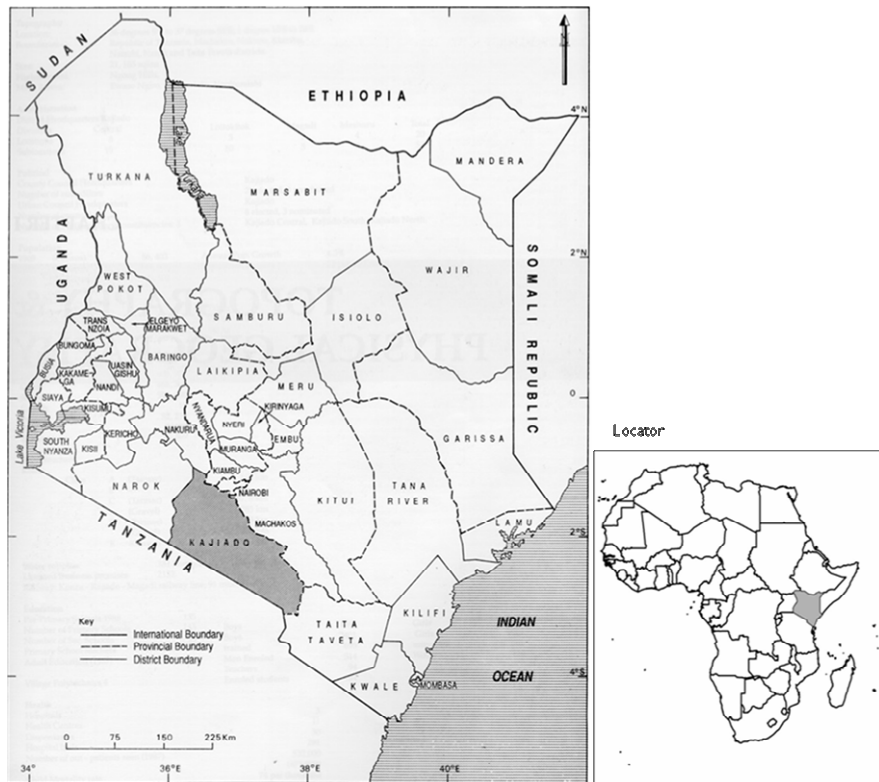 SUDAN
ETHIOPIA
4° N
MANDERA
Lake
TURKANA
MARSABIT
UGANDA
2° N
SOMALI REPUBLIC
WAJIR
WEST
POKOT
SAMBURU
ISIOLO
TRANS
NZOIA
ELGEYO
MARAKWET
BUNGOMA
BARINGO
BUSIA
UASIN
GISHU
LAIKIPIA
KAKAME-
GA
NANDI
MERU
0
SIAYA
KISUMU
NYANDARUA
KIRINYAGA
Lake Vicoria
NYERI
KERICHO
NAKURU
EMBU
GARISSA
SOUTH
NYANZA
KISII
MURANGA
KIAMBU
NAROK
NAIROBI
KITUI
TANA
RIVER
MACHAKOS
LAMU
TANZANIA
KAJIADO
2° S
KILIFI
TAITA
TAVETA
INDIAN
OCEAN
KWALE
MOMBASA
4° S
Key
International Boundary
Provincial Boundary
District Boundary
0 75 150 225 Km
34° 36° 38° 40°
Locator